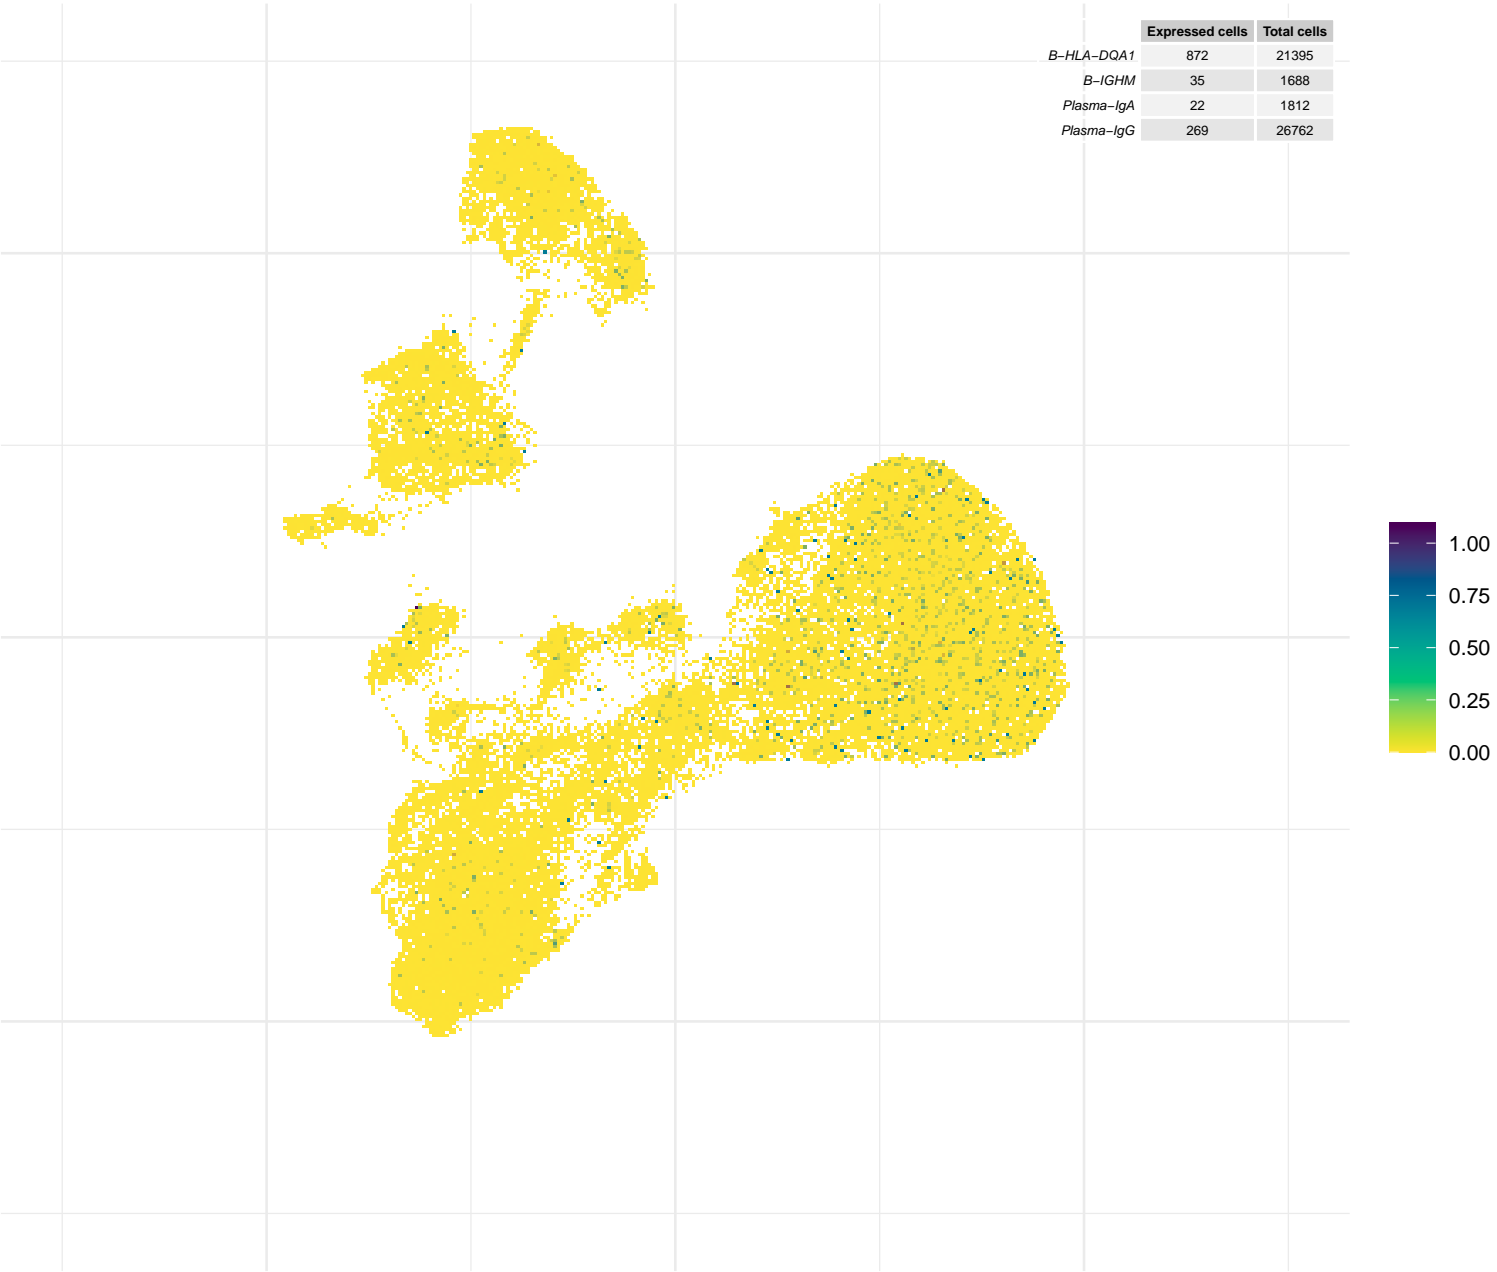 Expressed cells Total cells
B−HLA−DQA1 872 21395
B−IGHM 35 1688
Plasma−IgA 22 1812
Plasma−IgG 269 26762
1.00
0.75
0.50
0.25
0.00